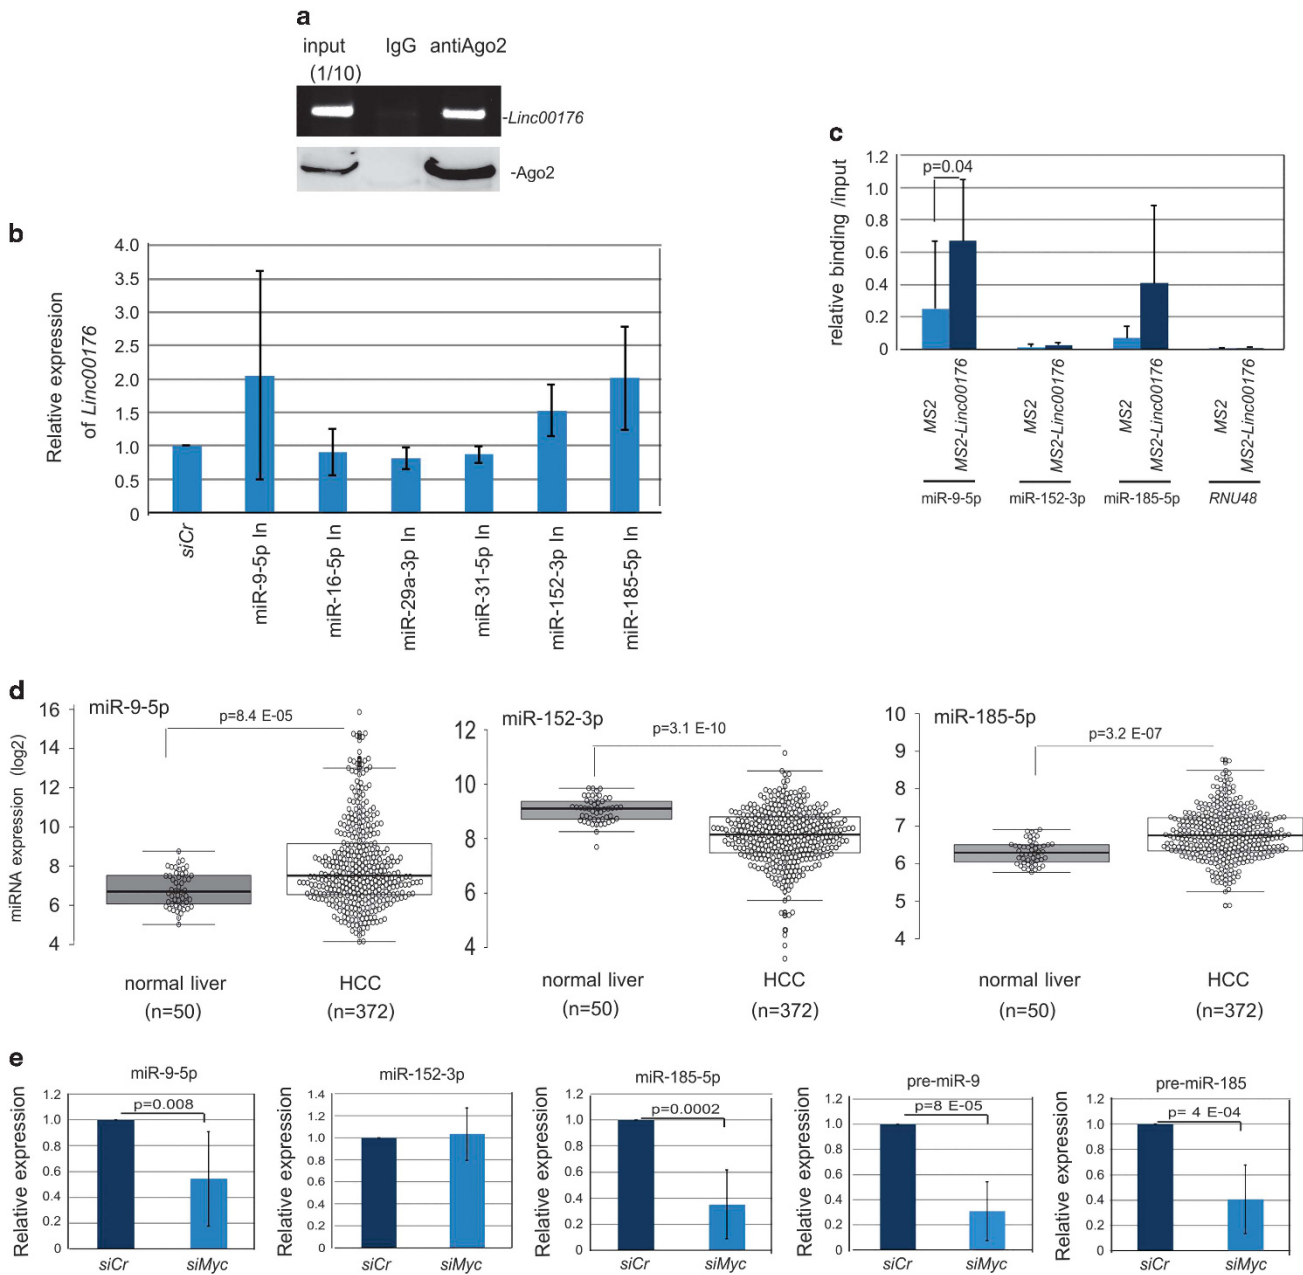 a
input IgG antiAgo2
(1/10)
-Linc00176
-Ago2
b
Relative expression
of Linc00176
4.0
3.5
3.0
2.5
2.0
1.5
1.0
0.5
0
siCr
miR-9-5p In
miR-16-5p In
miR-29a-3p In
miR-31-5p In
miR-152-3p In
miR-185-5p In
c
relative binding /input
1.2
1.0
0.8
0.6
0.4
0.2
0
p=0.04
MS2
MS2-Linc00176
MS2
MS2-Linc00176
MS2
MS2-Linc00176
MS2
MS2-Linc00176
miR-9-5p
miR-152-3p
miR-185-5p
RNU48
d
miRNA expression (log2)
miR-9-5p
p=8.4 E-05
16
14
12
10
8
6
4
normal liver
(n=50)
HCC
(n=372)
miR-152-3p
p=3.1 E-10
12
10
8
6
4
normal liver
(n=50)
HCC
(n=372)
miR-185-5p
p=3.2 E-07
10
9
8
7
6
5
4
normal liver
(n=50)
HCC
(n=372)
e
miR-9-5p
Relative expression
1.2
1.0
0.8
0.6
0.4
0.2
0
p=0.008
siCr
siMyc
miR-152-3p
Relative expression
1.4
1.2
1.0
0.8
0.6
0.4
0.2
0
siCr
siMyc
miR-185-5p
Relative expression
1.2
1.0
0.8
0.6
0.4
0.2
0
p=0.0002
siCr
siMyc
pre-miR-9
Relative expression
1.2
1.0
0.8
0.6
0.4
0.2
0
p=8 E-05
siCr
siMyc
pre-miR-185
Relative expression
1.2
1.0
0.8
0.6
0.4
0.2
0
p= 4 E-04
siCr
siMyc